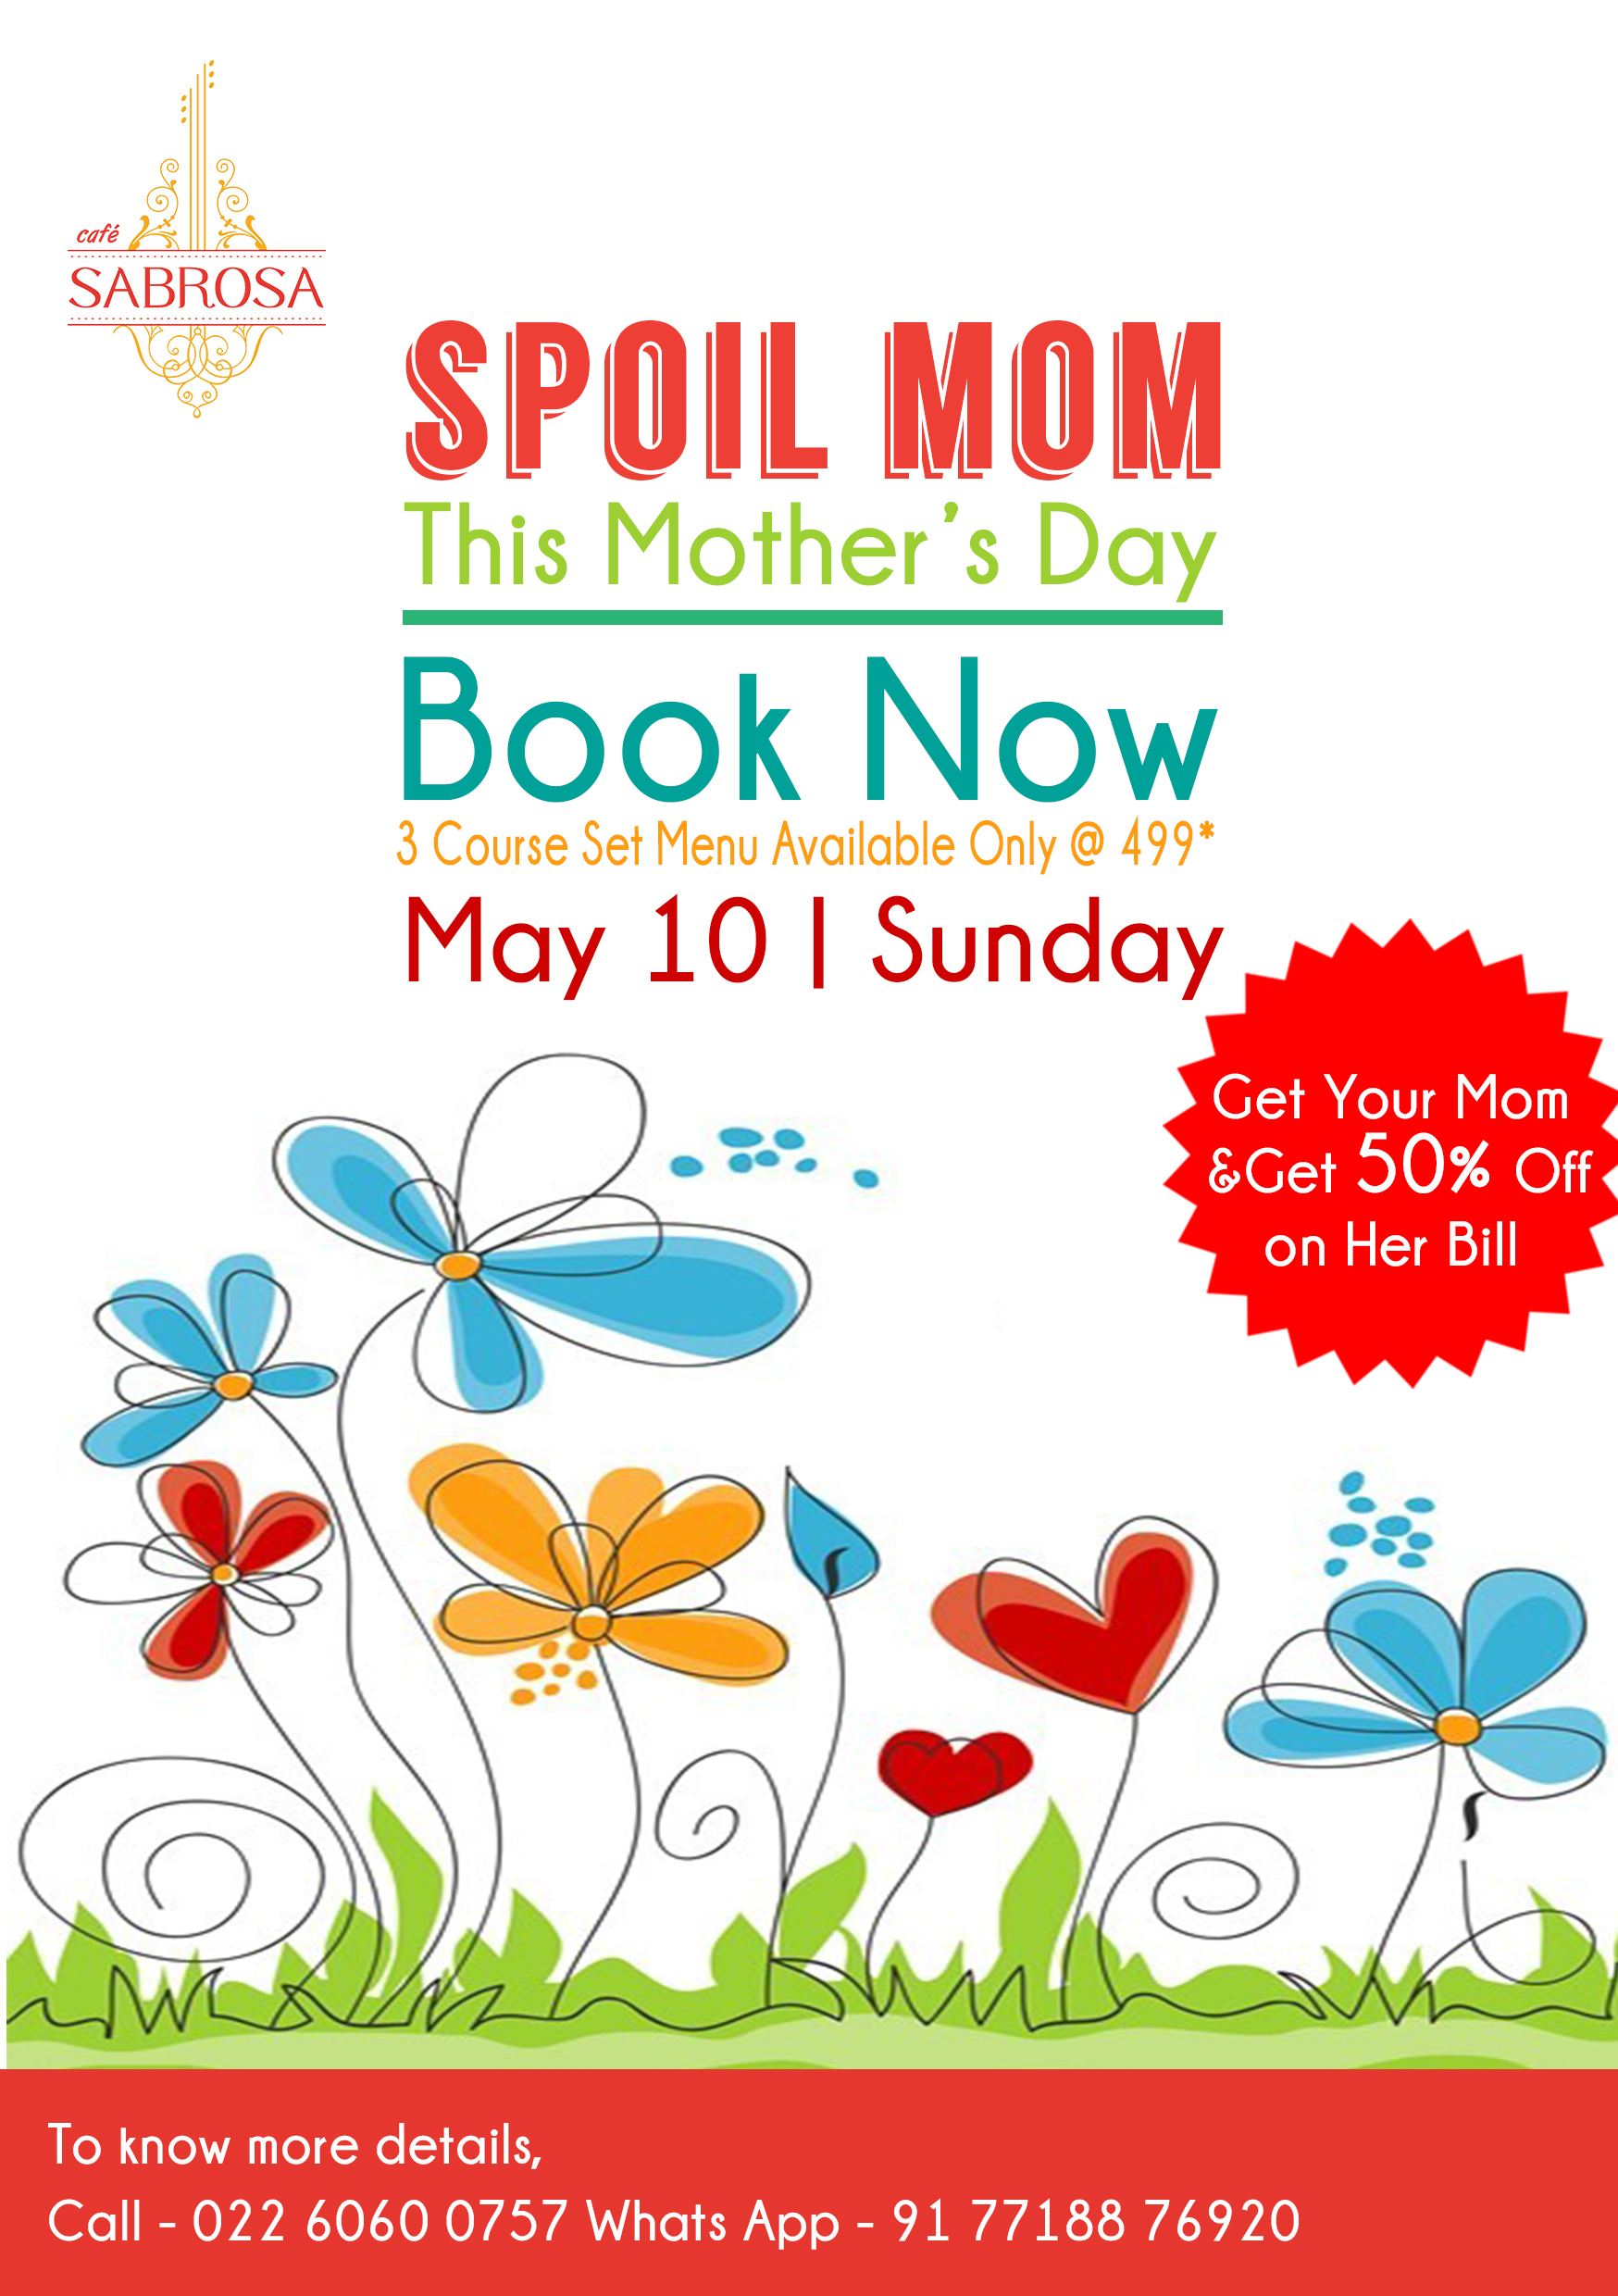 café
SABROSA
SPOIL MOM
This Mother's Day
Book Now
3 Course Set Menu Available Only @ 499*
May 10 | Sunday
Get Your Mom
&Get 50% Off
on Her Bill
To know more details,
Call - 022 6060 0757 Whats App - 91 77188 76920